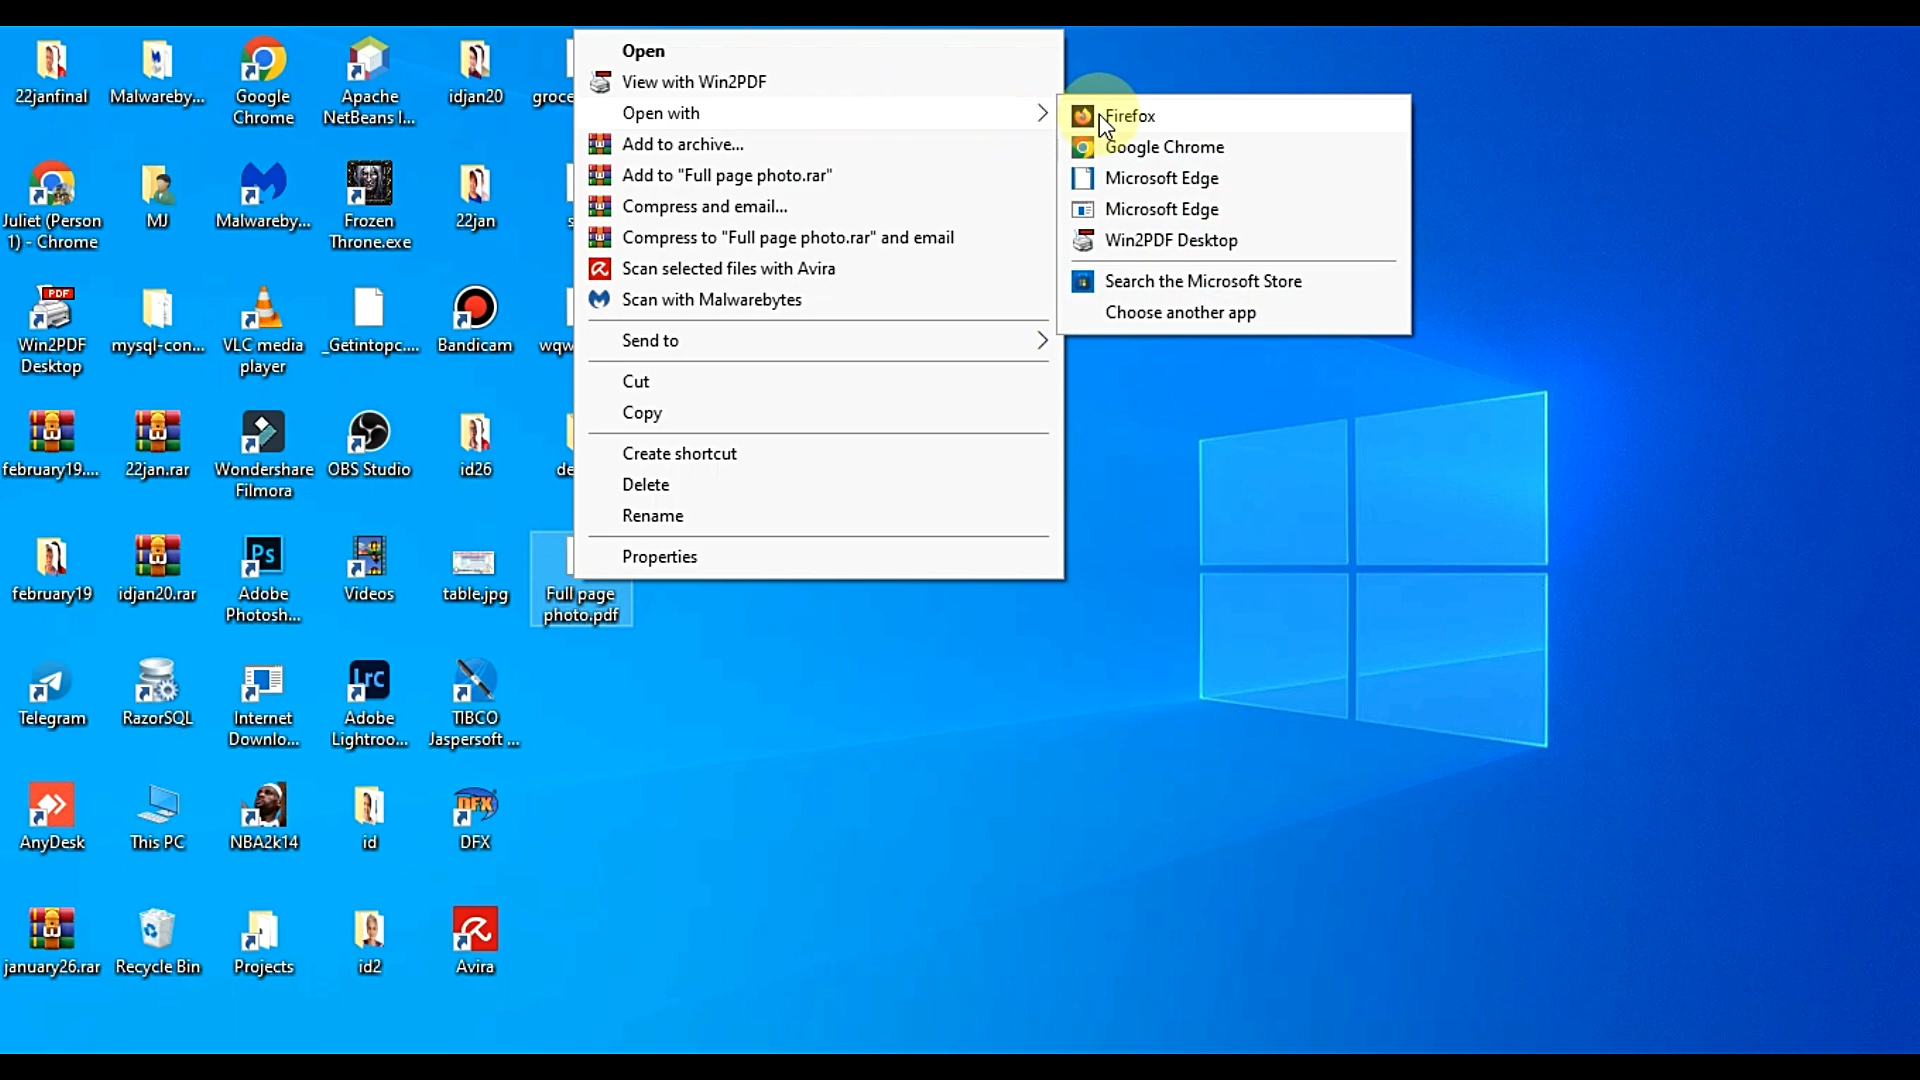 22janfinal
Malwareby...
Google
Chrome
Apache
NetBeans I...
idjan20
groce
Juliet (Person
1) - Chrome
MJ
Malwareby...
Frozen
Throne.exe
22jan
s
PDF
Win2PDF
Desktop
mysql-con...
VLC media
player
_Getintopc....
Bandicam
wqw
february19....
22jan.rar
Wondershare
Filmora
OBS Studio
id26
de
february19
idjan20.rar
Ps
Adobe
Photosh...
Videos
table.jpg
Full page
photo.pdf
Telegram
RazorSQL
Internet
Downlo...
LrC
Adobe
Lightroo...
TIBCO
Jaspersoft ...
AnyDesk
This PC
NBA2k14
id
DFX
DFX
january26.rar
Recycle Bin
Projects
id2
Avira
Open
View with Win2PDF
Open with
Add to archive...
Add to "Full page photo.rar"
Compress and email...
Compress to "Full page photo.rar" and email
Scan selected files with Avira
Scan with Malwarebytes
Send to
Cut
Copy
Create shortcut
Delete
Rename
Properties
Firefox
Google Chrome
Microsoft Edge
Microsoft Edge
Win2PDF Desktop
Search the Microsoft Store
Choose another app